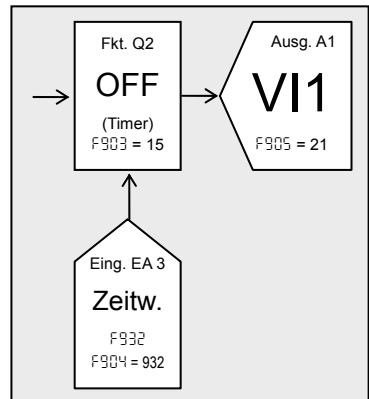 Fkt. Q2
OFF
(Timer)
F903 = 15
Ausg. A1
VI1
F905 = 21
Eing. EA 3
Zeitw.
F932
F904 = 932